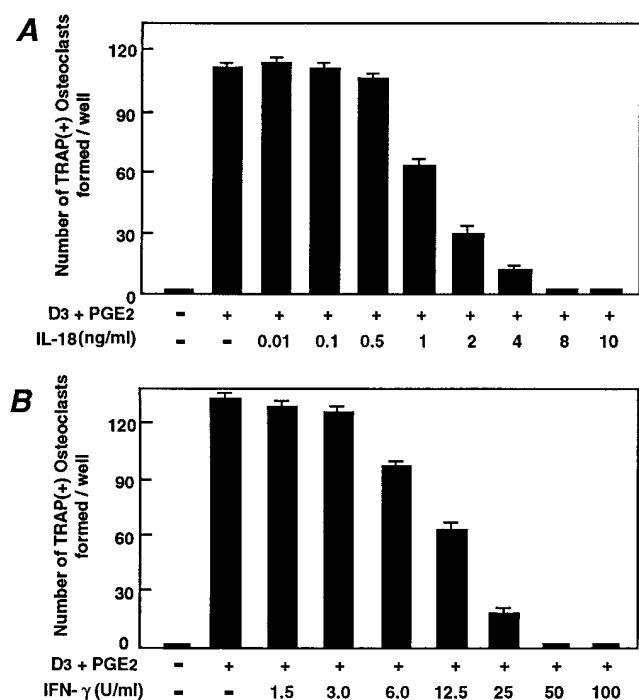 A
Number of TRAP(+) Osteoclasts
formed / well
120
90
60
30
0
D3 + PGE2 - + + + + + + + + +
IL-18(ng/ml) - - 0.01 0.1 0.5 1 2 4 8 10
B
Number of TRAP(+) Osteoclasts
formed / well
120
90
60
30
0
D3 + PGE2 - + + + + + + + +
IFN- γ (U/ml) - - 1.5 3.0 6.0 12.5 25 50 100